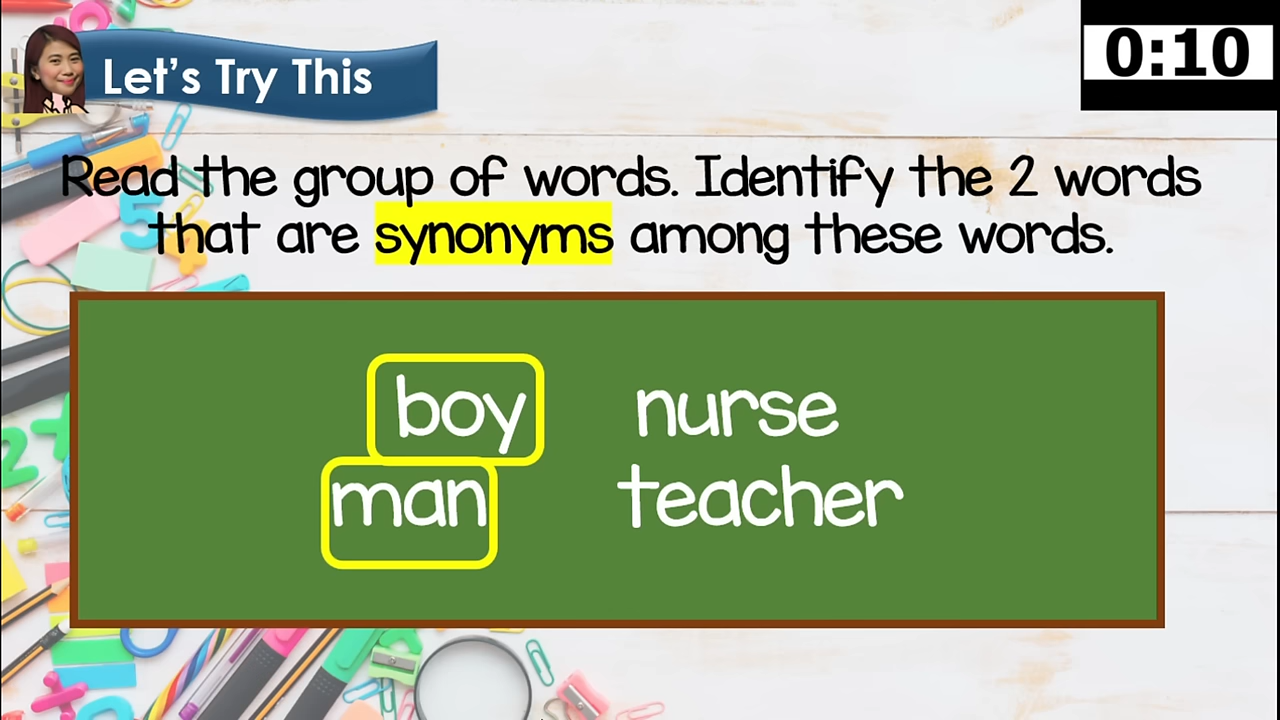 Let's Try This
0:10
Read the group of words. Identify the 2 words
that are synonyms among these words.
boy nurse
man teacher